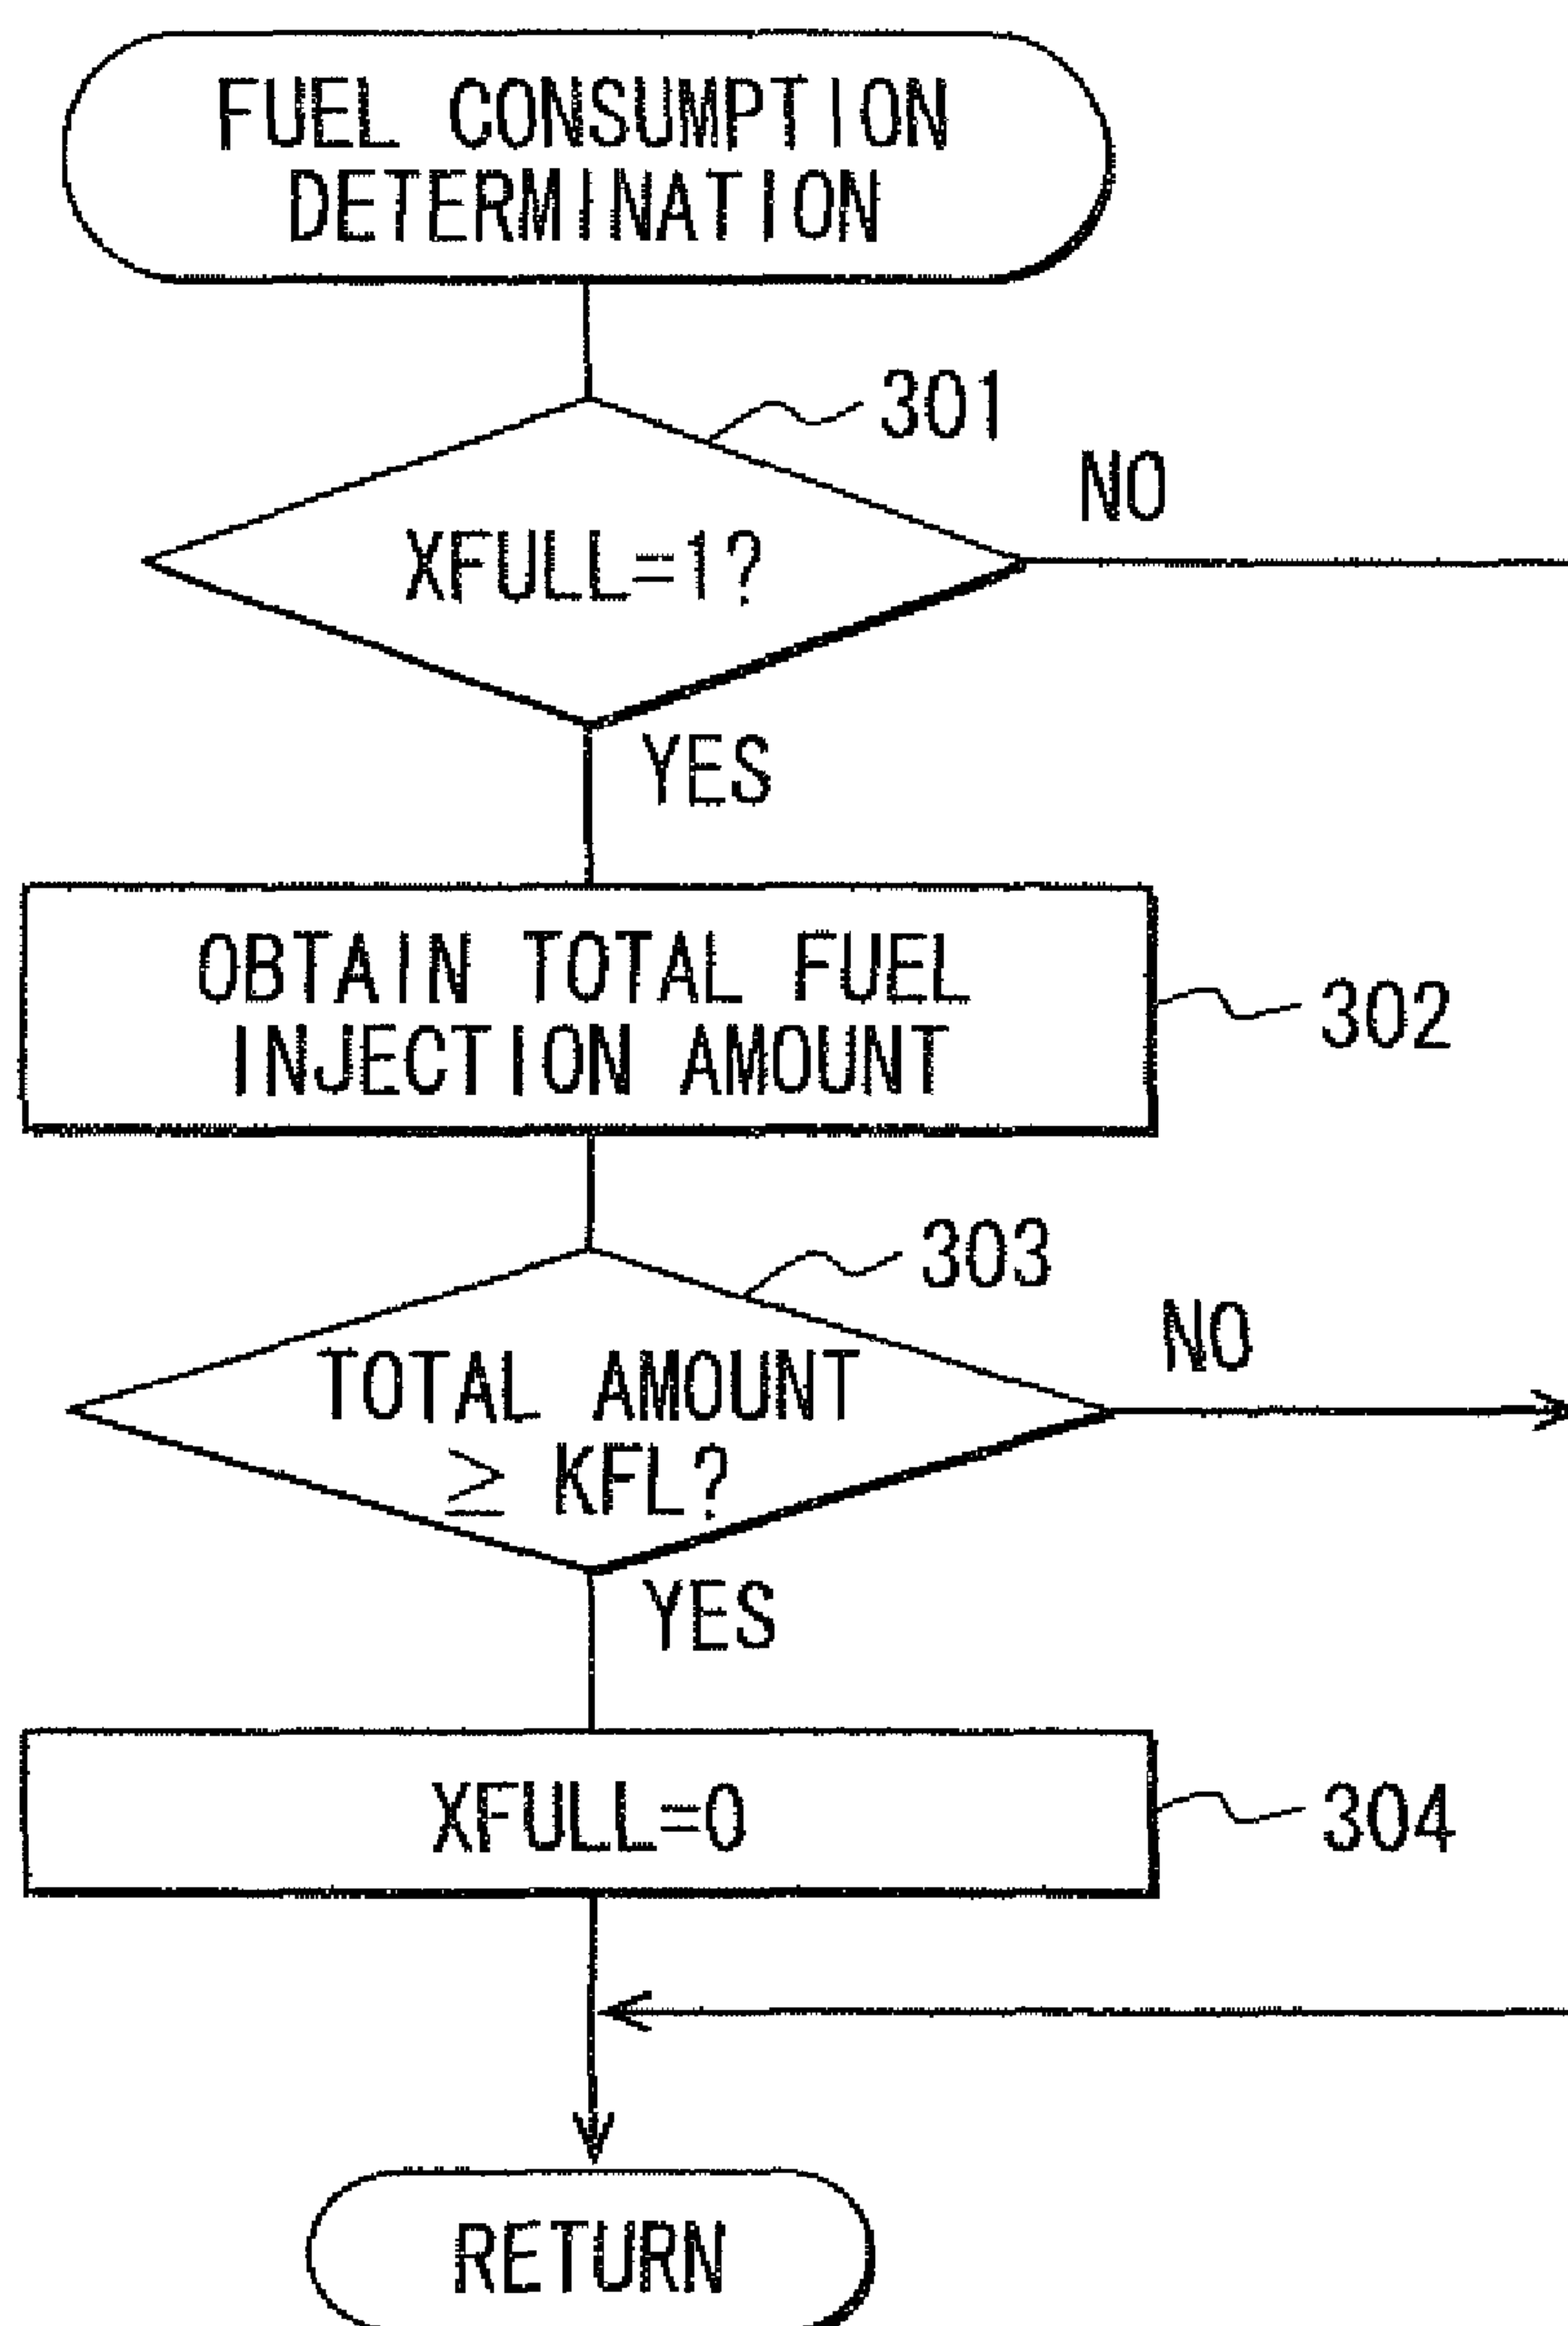 FUEL CONSUMPTION
DETERMINATION
301
NO
XFULL=1?
YES
OBTAIN TOTAL FUEL
INJECTION AMOUNT
302
303
NO
TOTAL AMOUNT
≥ KFL?
YES
XFULL=0
304
RETURN